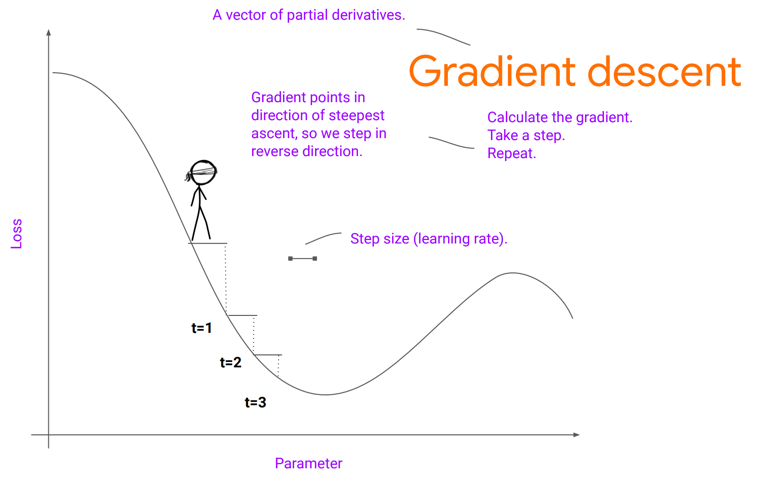 A vector of partial derivatives.
Gradient descent
Gradient points in
direction of steepest
ascent, so we step in
reverse direction.
Calculate the gradient.
Take a step.
Repeat.
Step size (learning rate).
Loss
t=1
t=2
t=3
Parameter